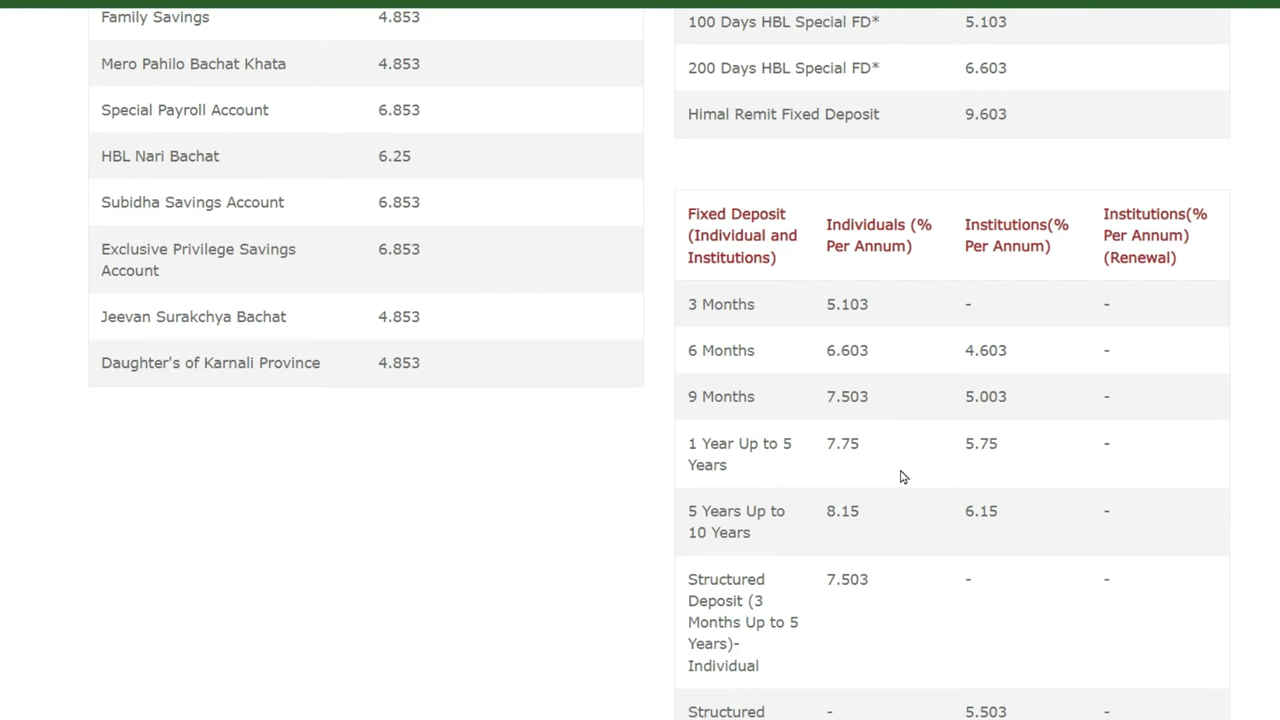 Family Savings 4.853
Mero Pahilo Bachat Khata 4.853
Special Payroll Account 6.853
HBL Nari Bachat 6.25
Subidha Savings Account 6.853
Exclusive Privilege Savings 6.853
Account
Jeevan Surakchya Bachat 4.853
Daughter's of Karnali Province 4.853
100 Days HBL Special FD* 5.103
200 Days HBL Special FD* 6.603
Himal Remit Fixed Deposit 9.603
Fixed Deposit
(Individual and
Institutions)
Individuals (%
Per Annum)
Institutions(%
Per Annum)
Institutions(%
Per Annum)
(Renewal)
3 Months 5.103 - -
6 Months 6.603 4.603 -
9 Months 7.503 5.003 -
1 Year Up to 5 7.75 5.75 -
Years
5 Years Up to 8.15 6.15 -
10 Years
Structured 7.503 - -
Deposit (3
Months Up to 5
Years)-
Individual
Structured - 5.503 -